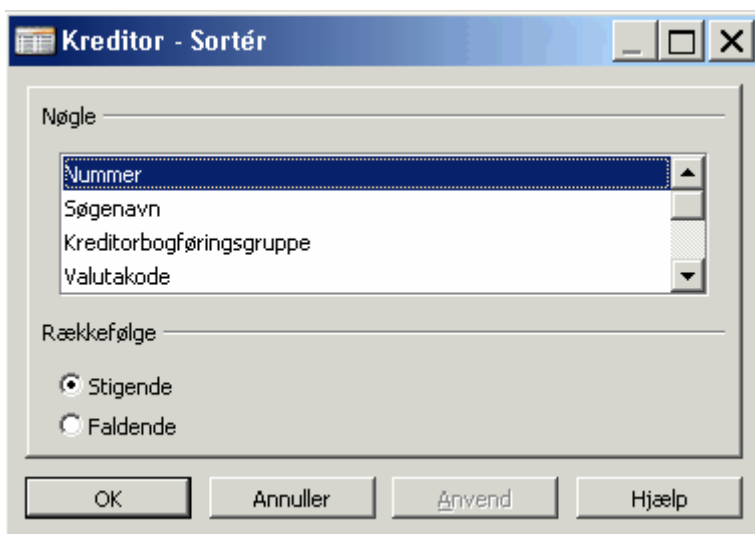 Kreditor - Sortér
Nøgle
Nummer
Søgenavn
Kreditorbogføringsgruppe
Valutakode
Rækkefølge
Stigende
Faldende
OK Annuller Anvend Hjælp